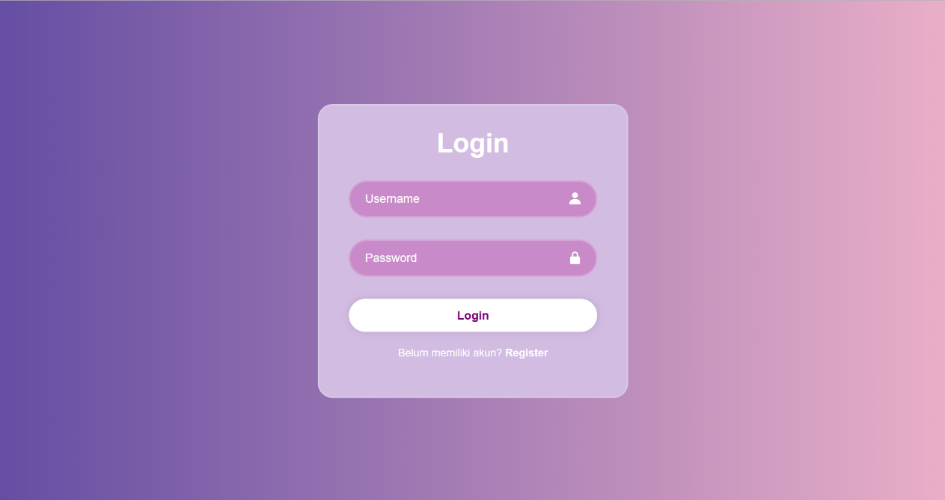 Login
Username
Password
Login
Belum memiliki akun? Register